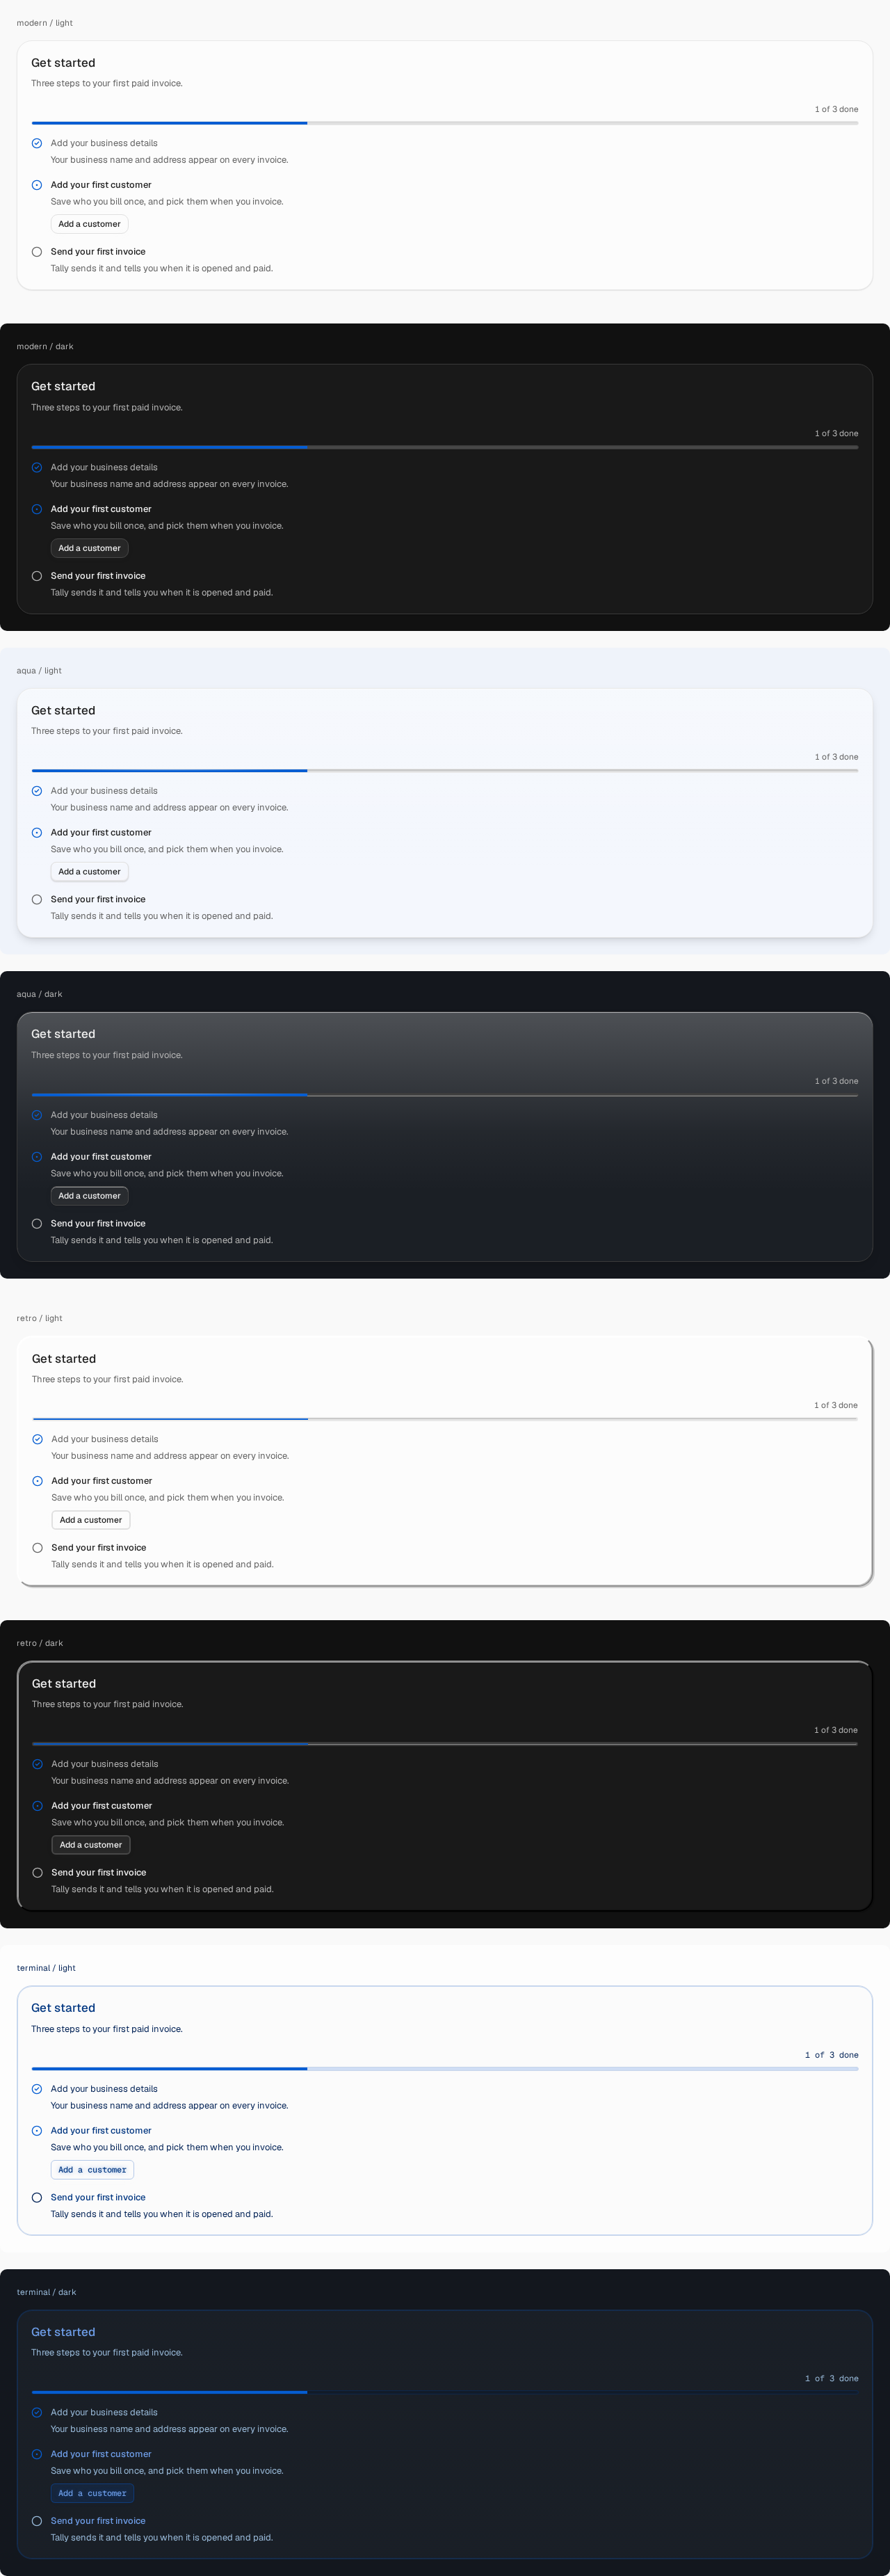 modern / light
Get started
Three steps to your first paid invoice.
1 of 3 done
Add your business details
Your business name and address appear on every invoice.
Add your first customer
Save who you bill once, and pick them when you invoice.
Add a customer
Send your first invoice
Tally sends it and tells you when it is opened and paid.
modern / dark
Get started
Three steps to your first paid invoice.
1 of 3 done
Add your business details
Your business name and address appear on every invoice.
Add your first customer
Save who you bill once, and pick them when you invoice.
Add a customer
Send your first invoice
Tally sends it and tells you when it is opened and paid.
aqua / light
Get started
Three steps to your first paid invoice.
1 of 3 done
Add your business details
Your business name and address appear on every invoice.
Add your first customer
Save who you bill once, and pick them when you invoice.
Add a customer
Send your first invoice
Tally sends it and tells you when it is opened and paid.
aqua / dark
Get started
Three steps to your first paid invoice.
1 of 3 done
Add your business details
Your business name and address appear on every invoice.
Add your first customer
Save who you bill once, and pick them when you invoice.
Add a customer
Send your first invoice
Tally sends it and tells you when it is opened and paid.
retro / light
Get started
Three steps to your first paid invoice.
1 of 3 done
Add your business details
Your business name and address appear on every invoice.
Add your first customer
Save who you bill once, and pick them when you invoice.
Add a customer
Send your first invoice
Tally sends it and tells you when it is opened and paid.
retro / dark
Get started
Three steps to your first paid invoice.
1 of 3 done
Add your business details
Your business name and address appear on every invoice.
Add your first customer
Save who you bill once, and pick them when you invoice.
Add a customer
Send your first invoice
Tally sends it and tells you when it is opened and paid.
terminal / light
Get started
Three steps to your first paid invoice.
1 of 3 done
Add your business details
Your business name and address appear on every invoice.
Add your first customer
Save who you bill once, and pick them when you invoice.
Add a customer
Send your first invoice
Tally sends it and tells you when it is opened and paid.
terminal / dark
Get started
Three steps to your first paid invoice.
1 of 3 done
Add your business details
Your business name and address appear on every invoice.
Add your first customer
Save who you bill once, and pick them when you invoice.
Add a customer
Send your first invoice
Tally sends it and tells you when it is opened and paid.